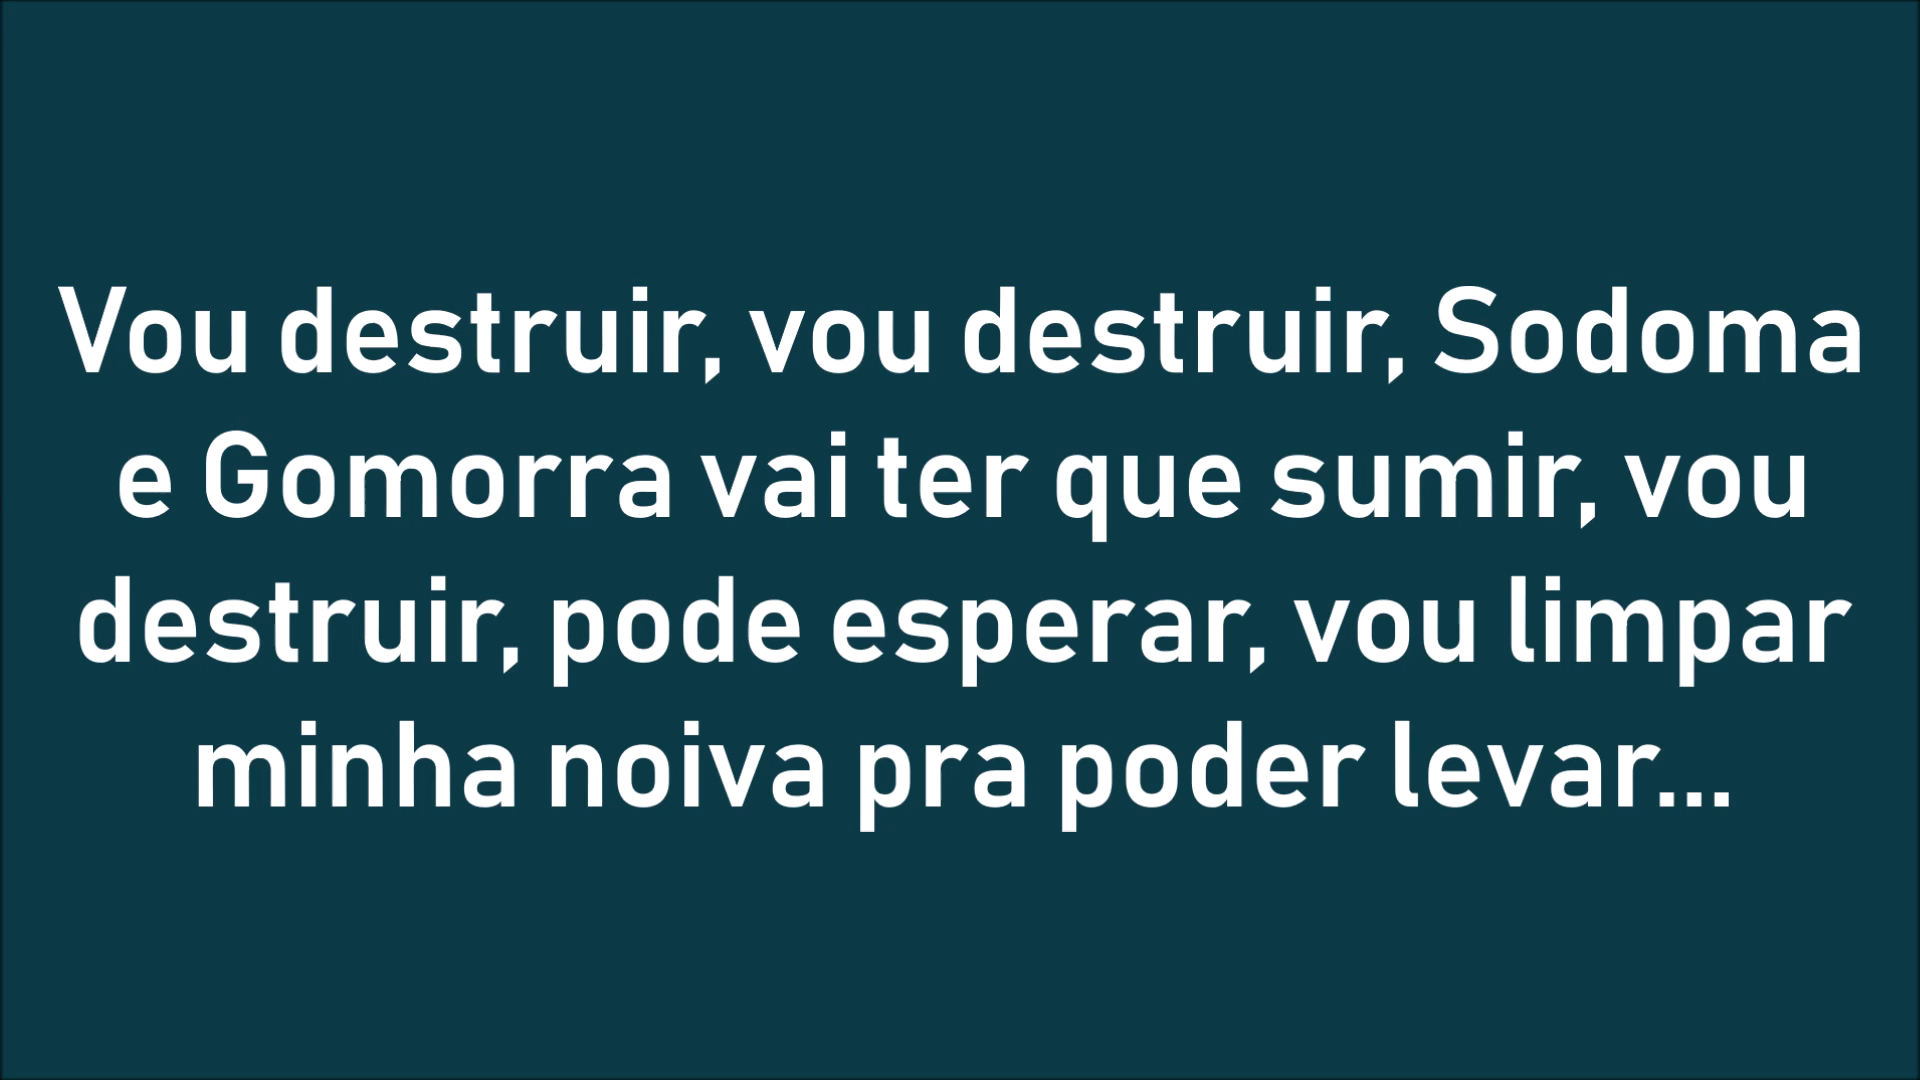 Vou destruir, vou destruir, Sodoma
e Gomorra vai ter que sumir, vou
destruir, pode esperar, vou limpar
minha noiva pra poder levar...